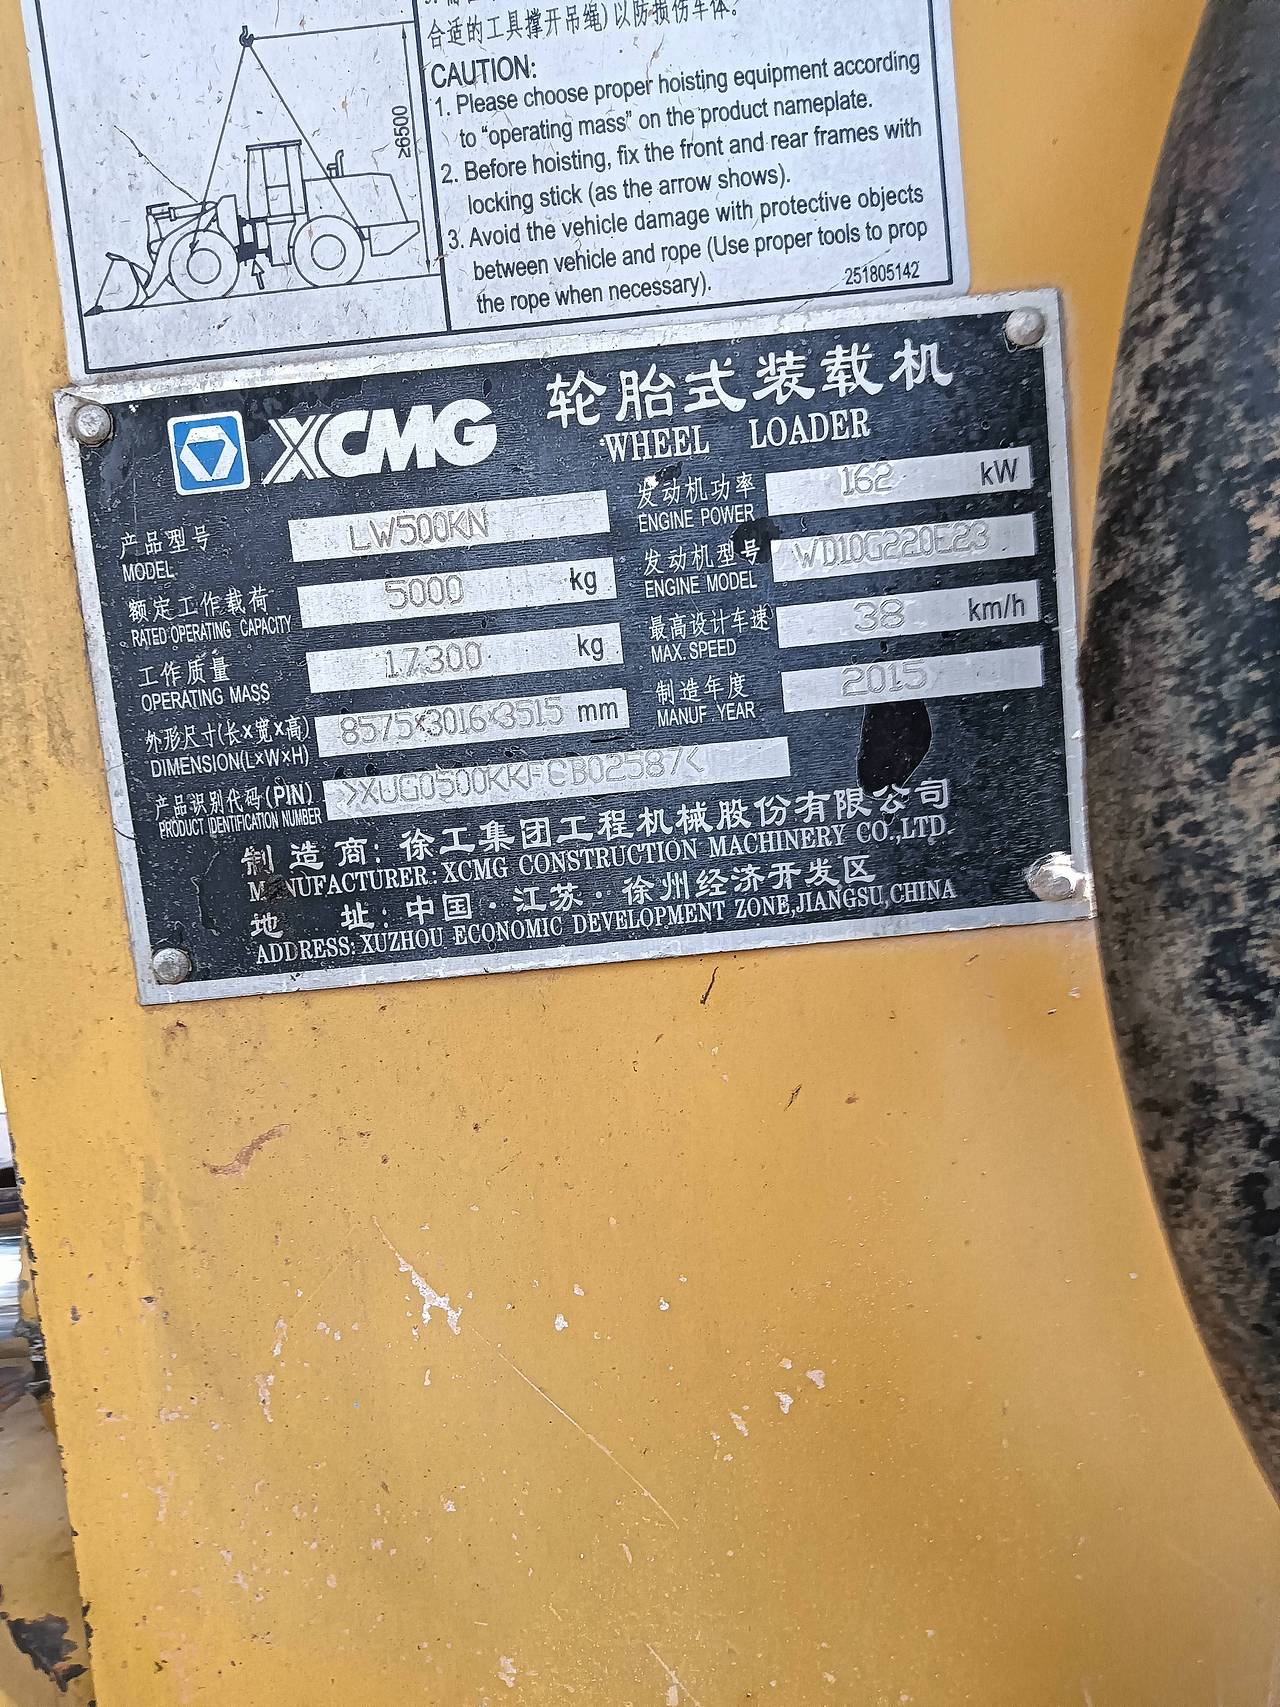 合适的工具撑开吊绳)以防损伤车体。
≥6500
CAUTION:
1. Please choose proper hoisting equipment according
to “operating mass” on the product nameplate.
2. Before hoisting, fix the front and rear frames with
locking stick (as the arrow shows).
3. Avoid the vehicle damage with protective objects
between vehicle and rope (Use proper tools to prop
the rope when necessary).
251805142
XCMG
轮胎式装载机
WHEEL LOADER
产品型号 LW500KN
MODEL
额定工作载荷 5000 kg
RATED OPERATING CAPACITY
工作质量 17300 kg
OPERATING MASS
外形尺寸(长×宽×高) 8575×3016×3515 mm
DIMENSION(L×W×H)
产品识别代码(PIN) >XUG0500KKFCB02587<
PRODUCT IDENTIFICATION NUMBER
发动机功率 162 kW
ENGINE POWER
发动机型号 WD10G220E23
ENGINE MODEL
最高设计车速 38 km/h
MAX. SPEED
制造年度 2015
MANUF YEAR
制造商: 徐工集团工程机械股份有限公司
MANUFACTURER: XCMG CONSTRUCTION MACHINERY CO.,LTD.
地 址: 中国·江苏·徐州经济开发区
ADDRESS: XUZHOU ECONOMIC DEVELOPMENT ZONE,JIANGSU,CHINA